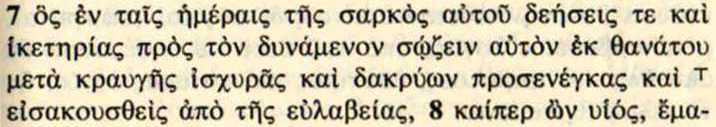 7 ὃς ἐν ταῖς ἡμέραις τῆς σαρκὸς αὐτοῦ δεήσεις τε καὶ
ἱκετηρίας πρὸς τὸν δυνάμενον σῴζειν αὐτὸν ἐκ θανάτου
μετὰ κραυγῆς ἰσχυρᾶς καὶ δακρύων προσενέγκας καὶ ⸆
εἰσακουσθεὶς ἀπὸ τῆς εὐλαβείας, 8 καίπερ ὢν υἱός, ἔμα-